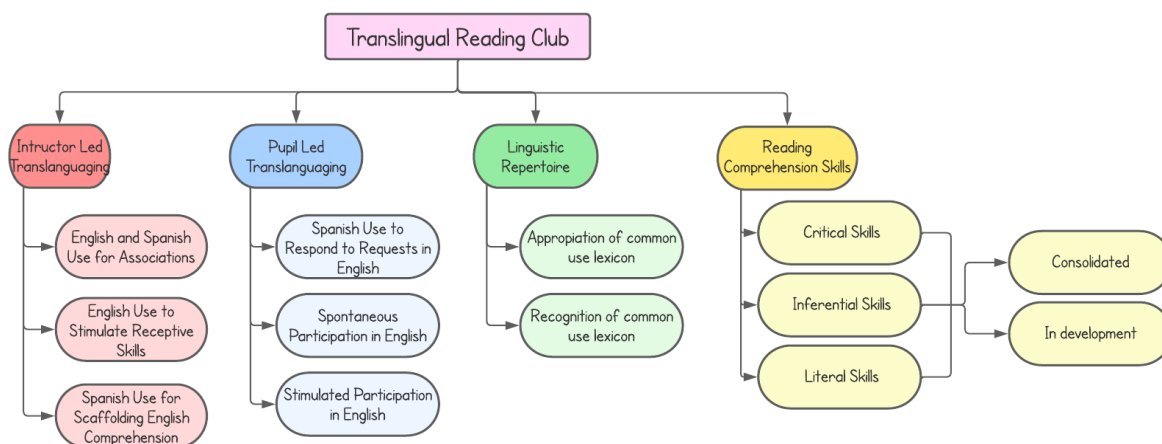 Translingual Reading Club
Intructor Led
Translanguaging
English and Spanish
Use for Associations
English Use to
Stimulate Receptive
Skills
Spanish Use for
Scaffolding English
Comprehension
Pupil Led
Translanguaging
Spanish Use to
Respond to Requests in
English
Spontaneous
Participation in English
Stimulated Participation
in English
Linguistic
Repertoire
Appropiation of common
use lexicon
Recognition of common
use lexicon
Reading
Comprehension Skills
Critical Skills
Inferential Skills
Literal Skills
Consolidated
In development